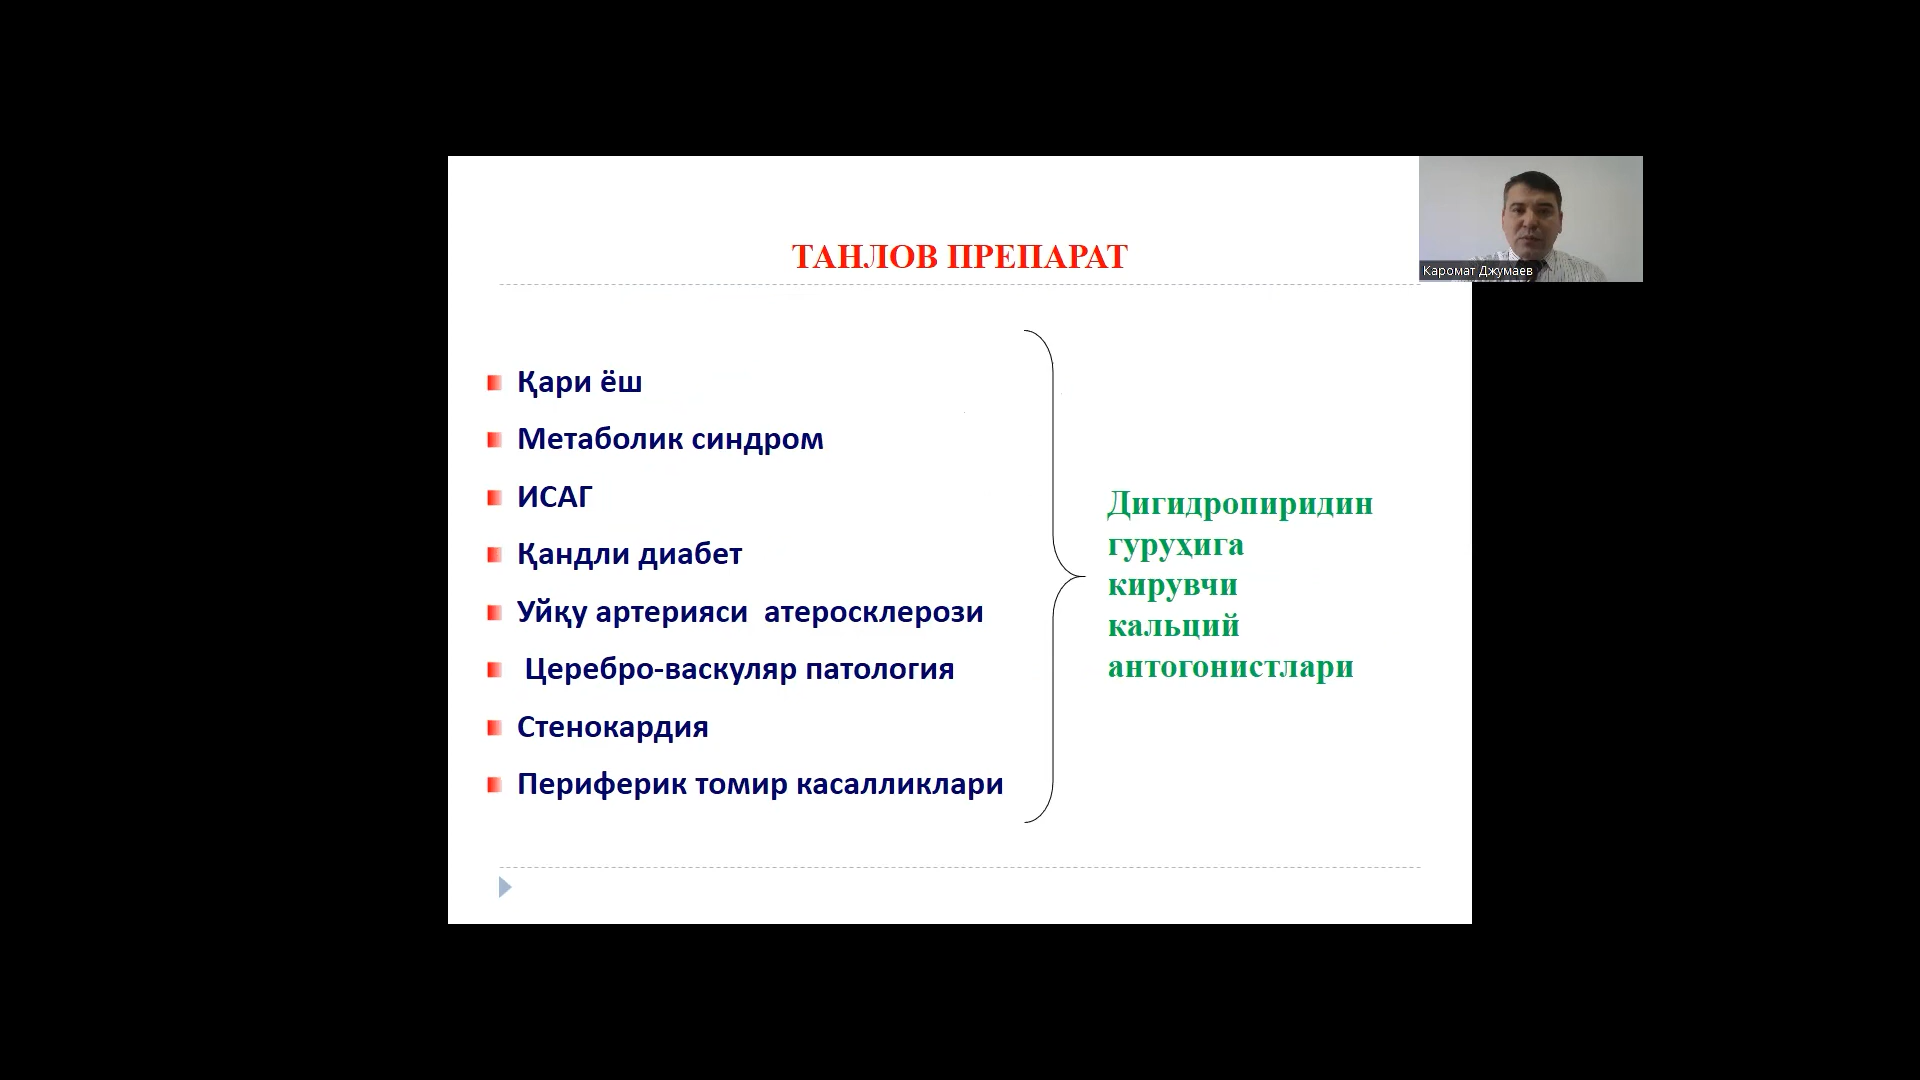 ТАНЛОВ ПРЕПАРАТ
Каромат Джумаев
Қари ёш
Метаболик синдром
ИСАГ
Қандли диабет
Уйқу артерияси атеросклерози
Церебро-васкуляр патология
Стенокардия
Периферик томир касалликлари
Дигидропиридин
гуруҳига
кирувчи
кальций
антогонистлари